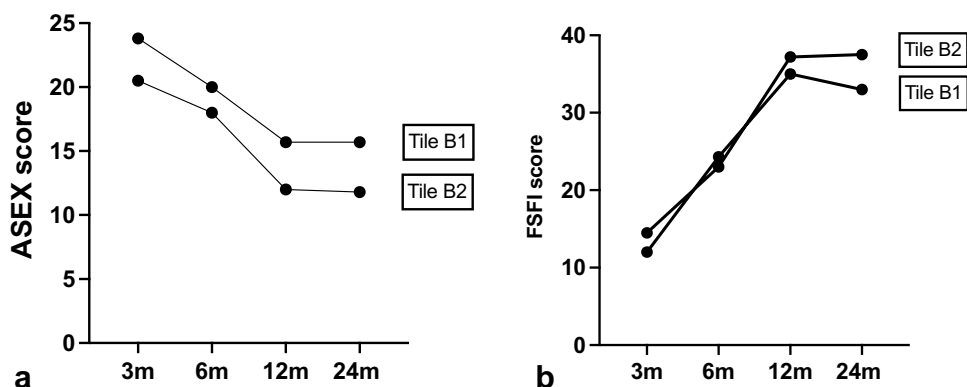 ASEX score
25
20
15
10
5
0
3m 6m 12m 24m
Tile B1
Tile B2
a
FSFI score
40
30
20
10
0
3m 6m 12m 24m
Tile B2
Tile B1
b